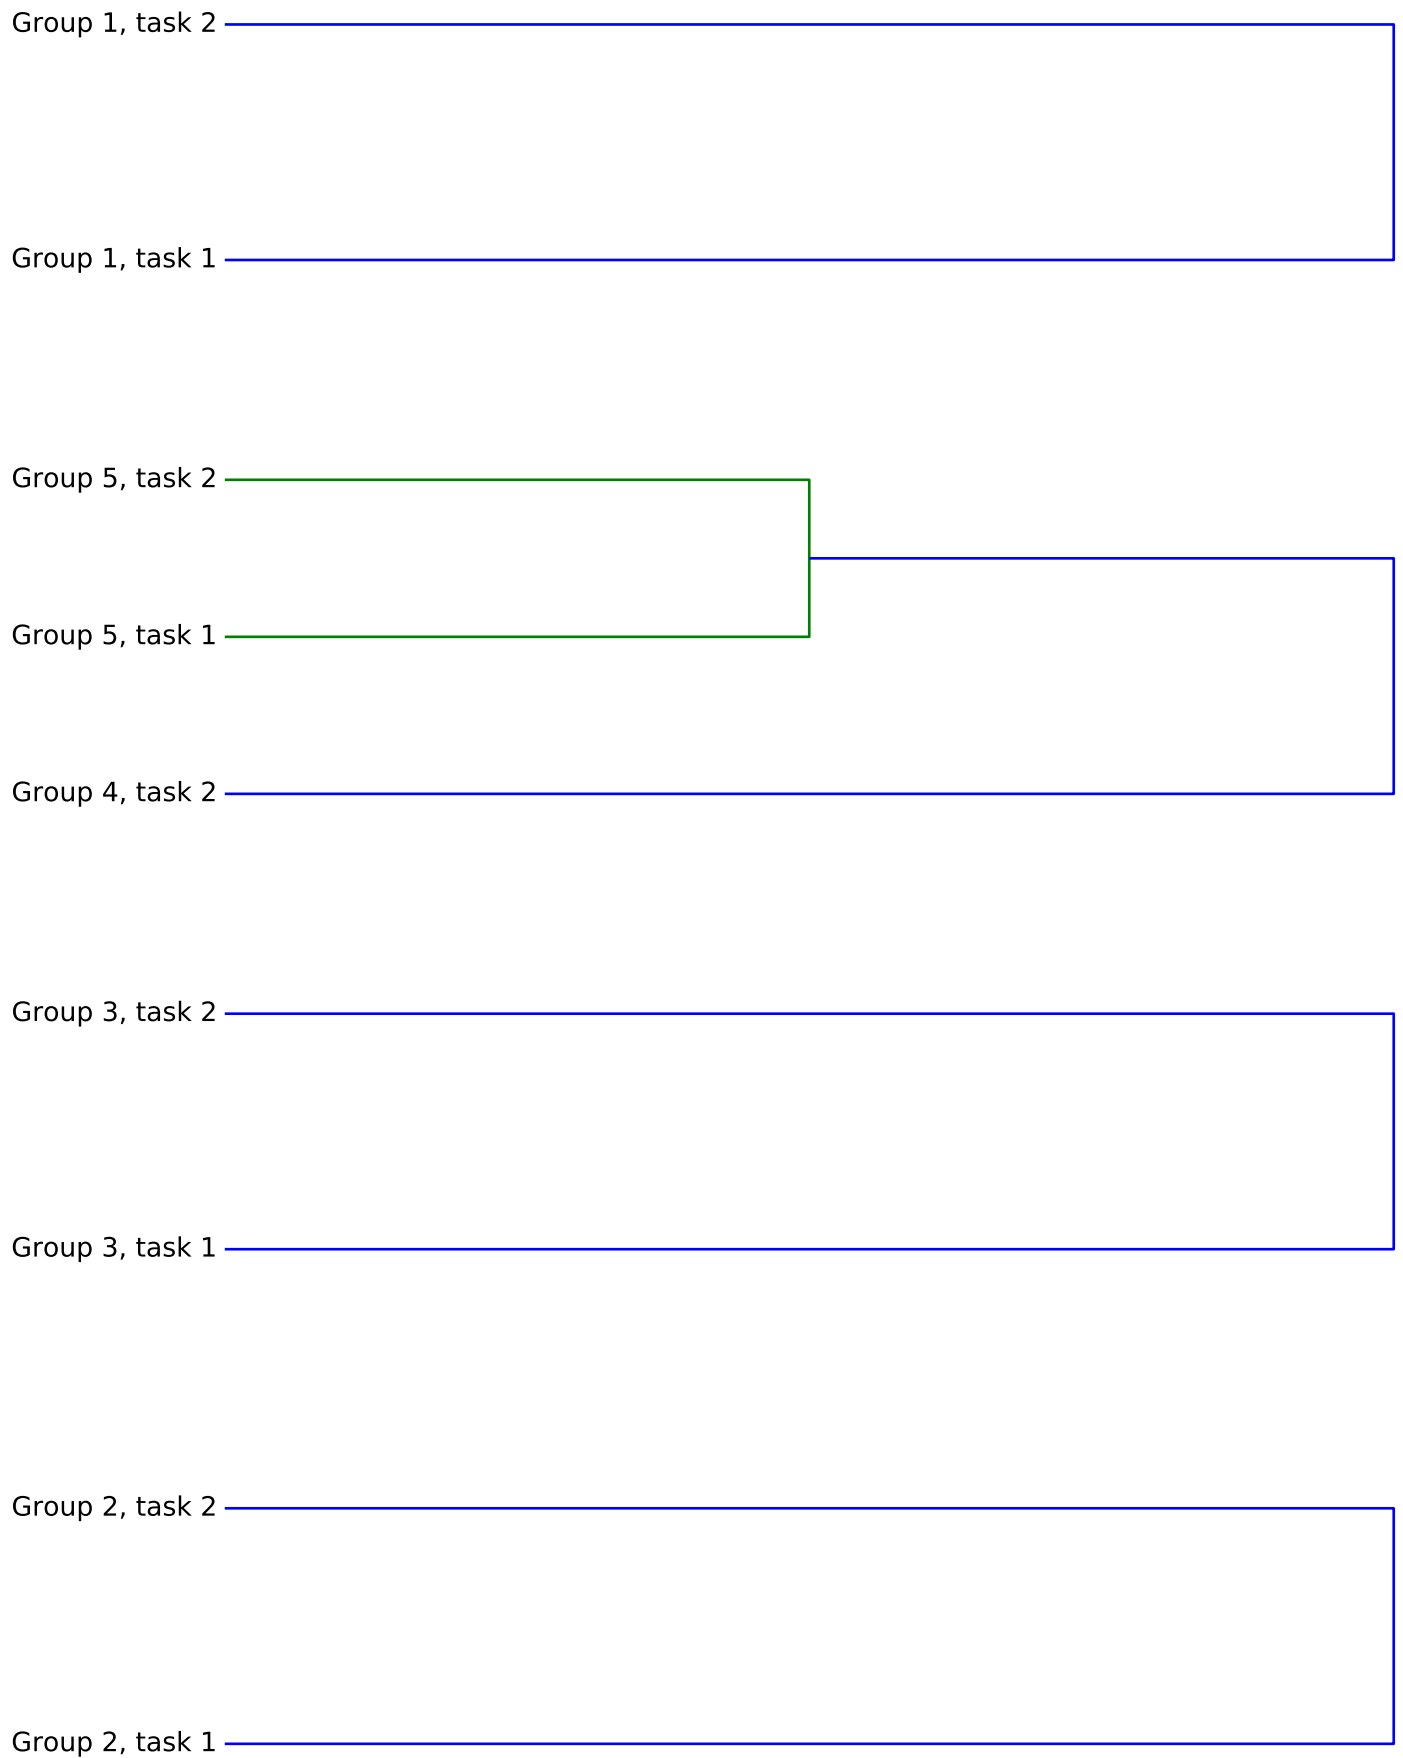 Group 1, task 2
Group 1, task 1
Group 5, task 2
Group 5, task 1
Group 4, task 2
Group 3, task 2
Group 3, task 1
Group 2, task 2
Group 2, task 1